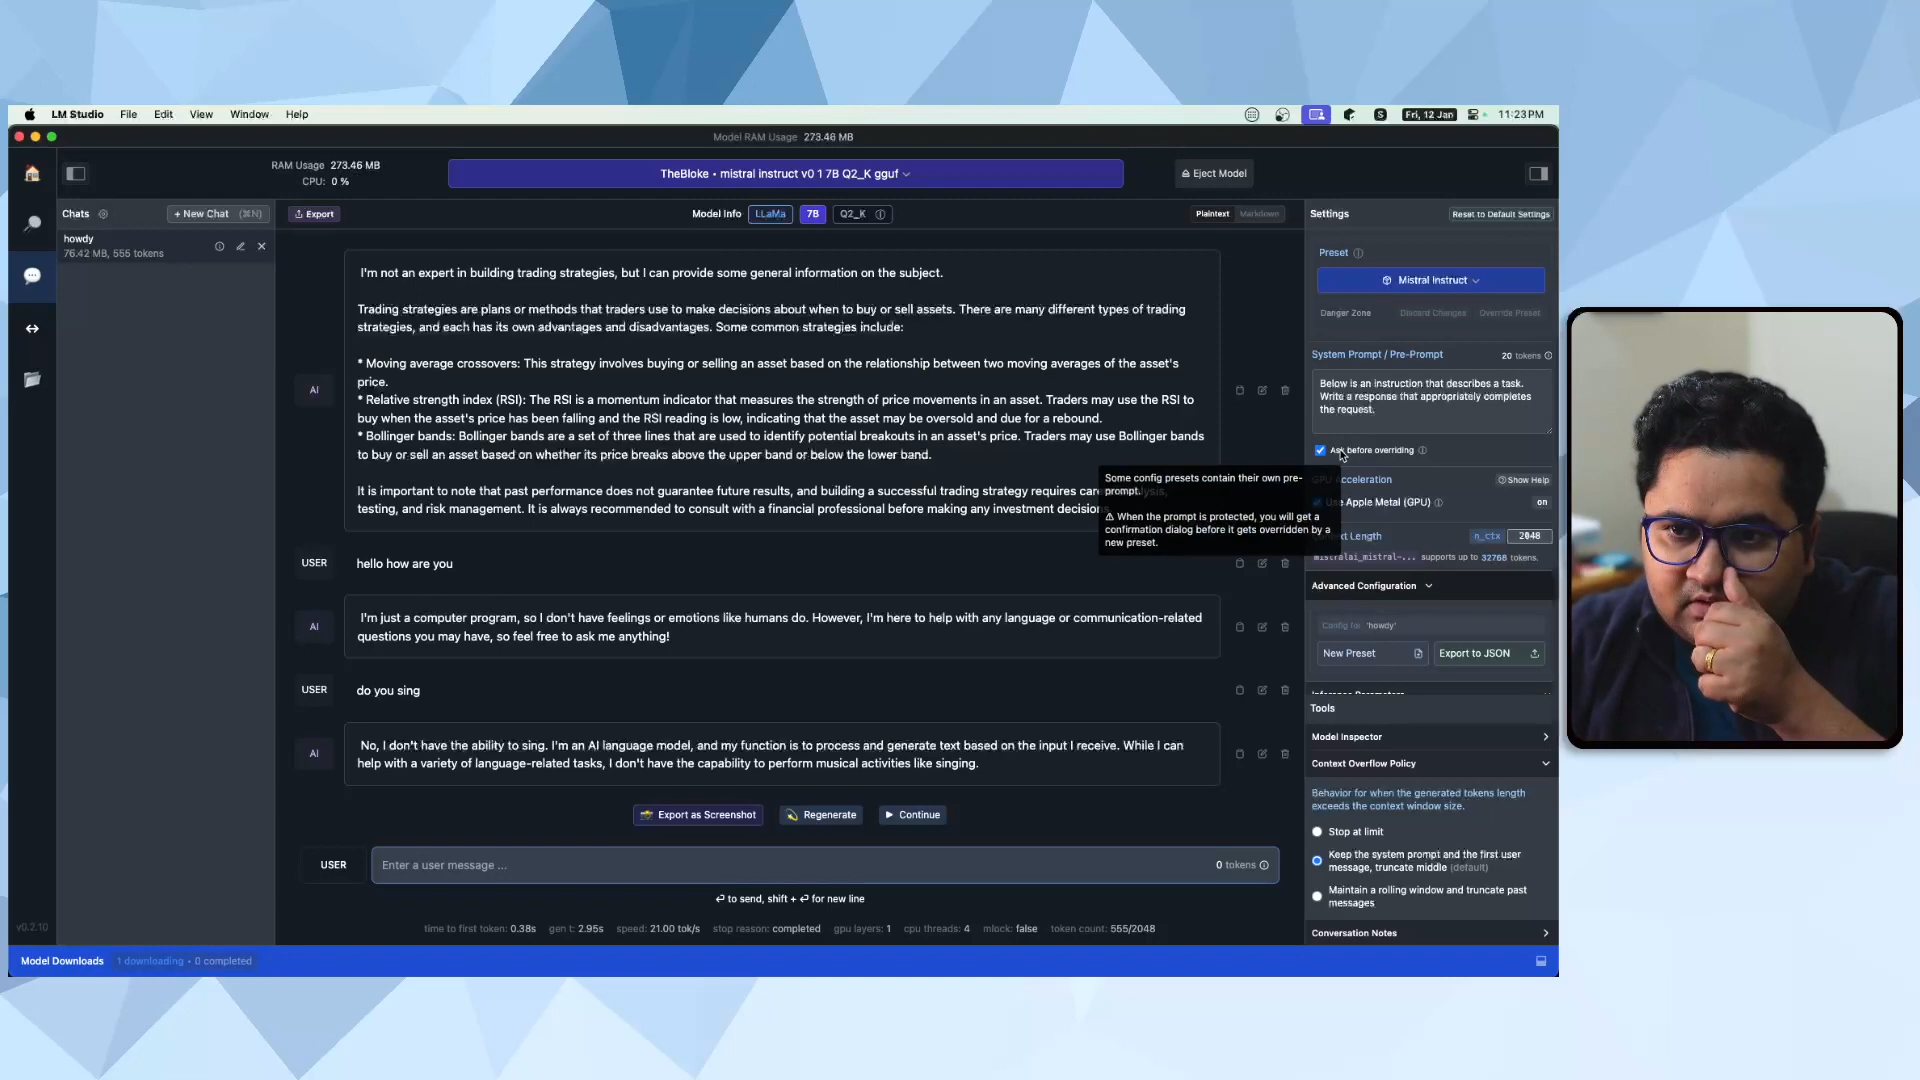 LM Studio File Edit View Window Help
S Fri, 12 Jan 11:23 PM
Model RAM Usage 273.46 MB
RAM Usage 273.46 MB
CPU: 0 %
TheBloke • mistral instruct v0 1 7B Q2_K gguf
Eject Model
Chats
+ New Chat (⌘N)
howdy
76.42 MB, 555 tokens
Export
Model Info LLaMa 7B Q2_K
Plaintext Markdown
AI
I'm not an expert in building trading strategies, but I can provide some general information on the subject.
Trading strategies are plans or methods that traders use to make decisions about when to buy or sell assets. There are many different types of trading
strategies, and each has its own advantages and disadvantages. Some common strategies include:
* Moving average crossovers: This strategy involves buying or selling an asset based on the relationship between two moving averages of the asset's
price.
* Relative strength index (RSI): The RSI is a momentum indicator that measures the strength of price movements in an asset. Traders may use the RSI to
buy when the asset's price has been falling and the RSI reading is low, indicating that the asset may be oversold and due for a rebound.
* Bollinger bands: Bollinger bands are a set of three lines that are used to identify potential breakouts in an asset's price. Traders may use Bollinger bands
to buy or sell an asset based on whether its price breaks above the upper band or below the lower band.
It is important to note that past performance does not guarantee future results, and building a successful trading strategy requires
testing, and risk management. It is always recommended to consult with a financial professional before making any investment decisions
USER
hello how are you
AI
I'm just a computer program, so I don't have feelings or emotions like humans do. However, I'm here to help with any language or communication-related
questions you may have, so feel free to ask me anything!
USER
do you sing
AI
No, I don't have the ability to sing. I'm an AI language model, and my function is to process and generate text based on the input I receive. While I can
help with a variety of language-related tasks, I don't have the capability to perform musical activities like singing.
Export as Screenshot
Regenerate
Continue
USER
Enter a user message ...
0 tokens
to send, shift + for new line
time to first token: 0.38s gen t: 2.95s speed: 21.00 tok/s stop reason: completed gpu layers: 1 cpu threads: 4 mlock: false token count: 555/2048
v0.2.10
Model Downloads 1 downloading • 0 completed
Settings
Reset to Default Settings
Preset
Mistral Instruct
Danger Zone Discard Changes Override Preset
System Prompt / Pre-Prompt 20 tokens
Below is an instruction that describes a task.
Write a response that appropriately completes
the request.
Ask before overriding
Some config presets contain their own pre-
prompt.
⚠ When the prompt is protected, you will get a
confirmation dialog before it gets overridden by a
new preset.
Acceleration
Show Help
Use Apple Metal (GPU)
on
Length
n_ctx 2048
mistralai_mistral-... supports up to 32768 tokens.
Advanced Configuration
Config for 'howdy'
New Preset
Export to JSON
Tools
Model Inspector
Context Overflow Policy
Behavior for when the generated tokens length
exceeds the context window size.
Stop at limit
Keep the system prompt and the first user
message, truncate middle (default)
Maintain a rolling window and truncate past
messages
Conversation Notes